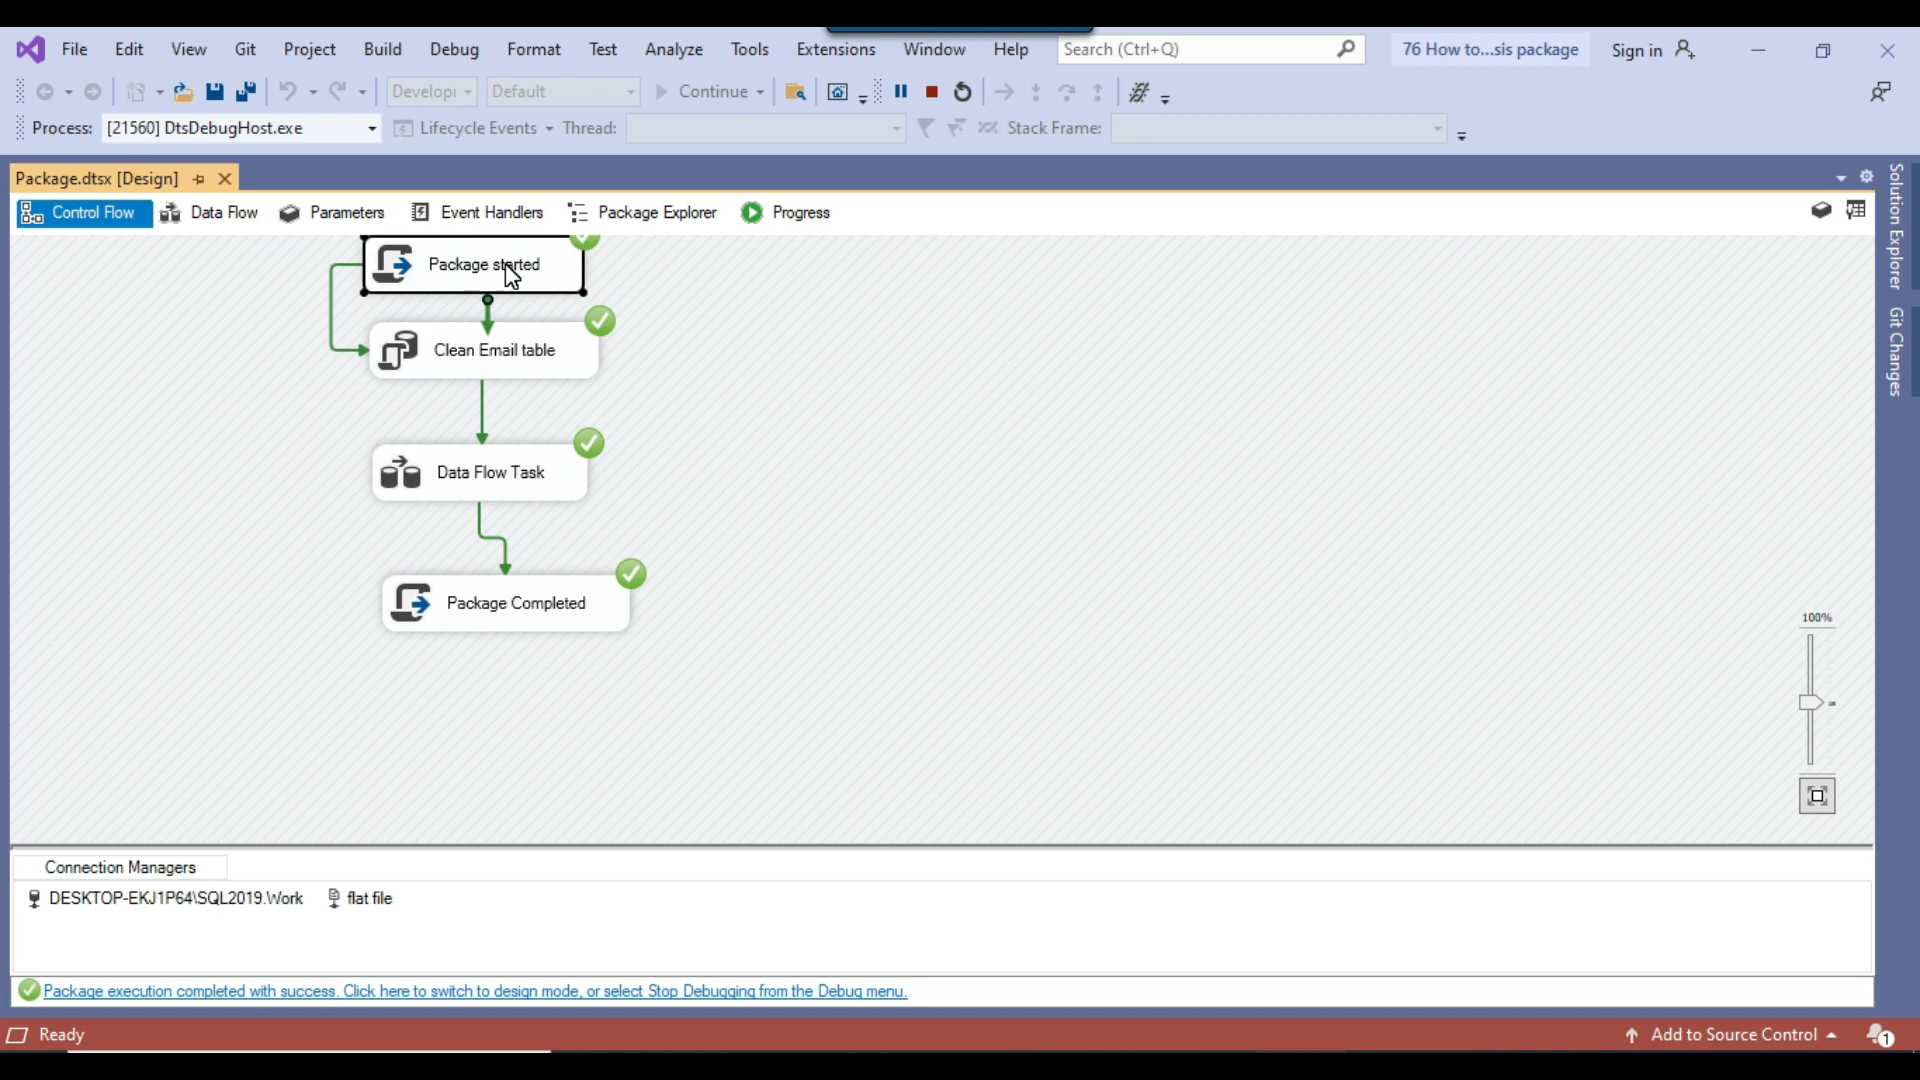 File Edit View Git Project Build Debug Format Test Analyze Tools Extensions Window Help Search (Ctrl+Q) 76 How to...sis package Sign in
Developi Default Continue
Process: [21560] DtsDebugHost.exe Lifecycle Events Thread: Stack Frame:
Package.dtsx [Design]
Control Flow Data Flow Parameters Event Handlers Package Explorer Progress
Package started
Clean Email table
Data Flow Task
Package Completed
100%
Solution Explorer
Git Changes
Connection Managers
DESKTOP-EKJ1P64\SQL2019.Work flat file
Package execution completed with success. Click here to switch to design mode, or select Stop Debugging from the Debug menu.
Ready Add to Source Control 1